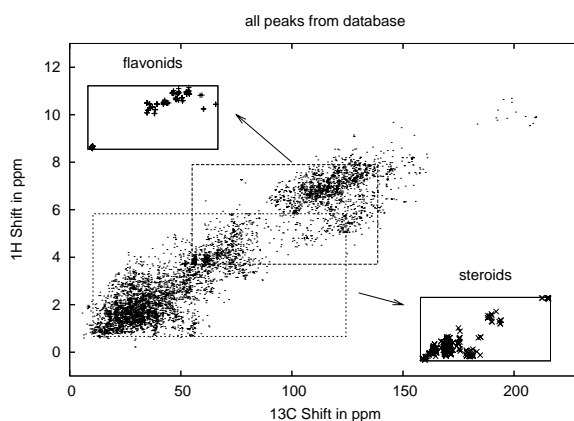 all peaks from database
12
10
8
6
4
2
0
1H Shift in ppm
flavonids
steroids
0 50 100 150 200
13C Shift in ppm